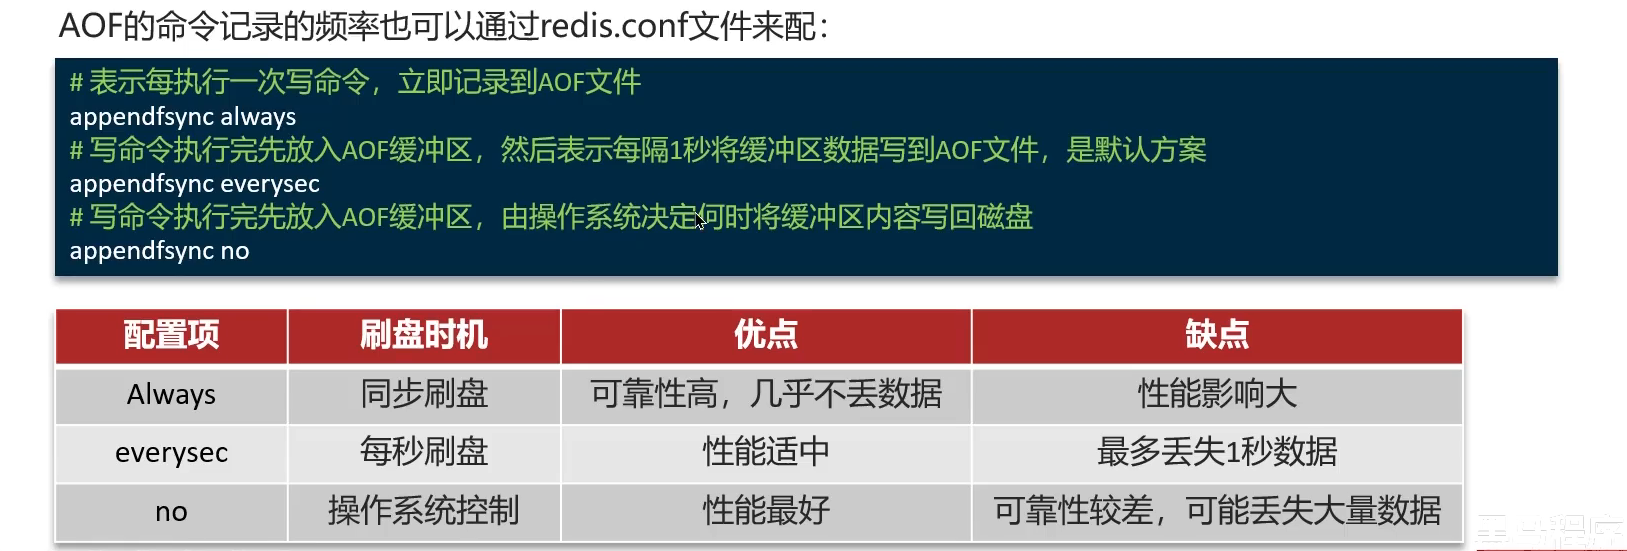 AOF的命令记录的频率也可以通过redis.conf文件来配：
# 表示每执行一次写命令，立即记录到AOF文件
appendfsync always
# 写命令执行完先放入AOF缓冲区，然后表示每隔1秒将缓冲区数据写到AOF文件，是默认方案
appendfsync everysec
# 写命令执行完先放入AOF缓冲区，由操作系统决定何时将缓冲区内容写回磁盘
appendfsync no
配置项 刷盘时机 优点 缺点
Always 同步刷盘 可靠性高，几乎不丢数据 性能影响大
everysec 每秒刷盘 性能适中 最多丢失1秒数据
no 操作系统控制 性能最好 可靠性较差，可能丢失大量数据